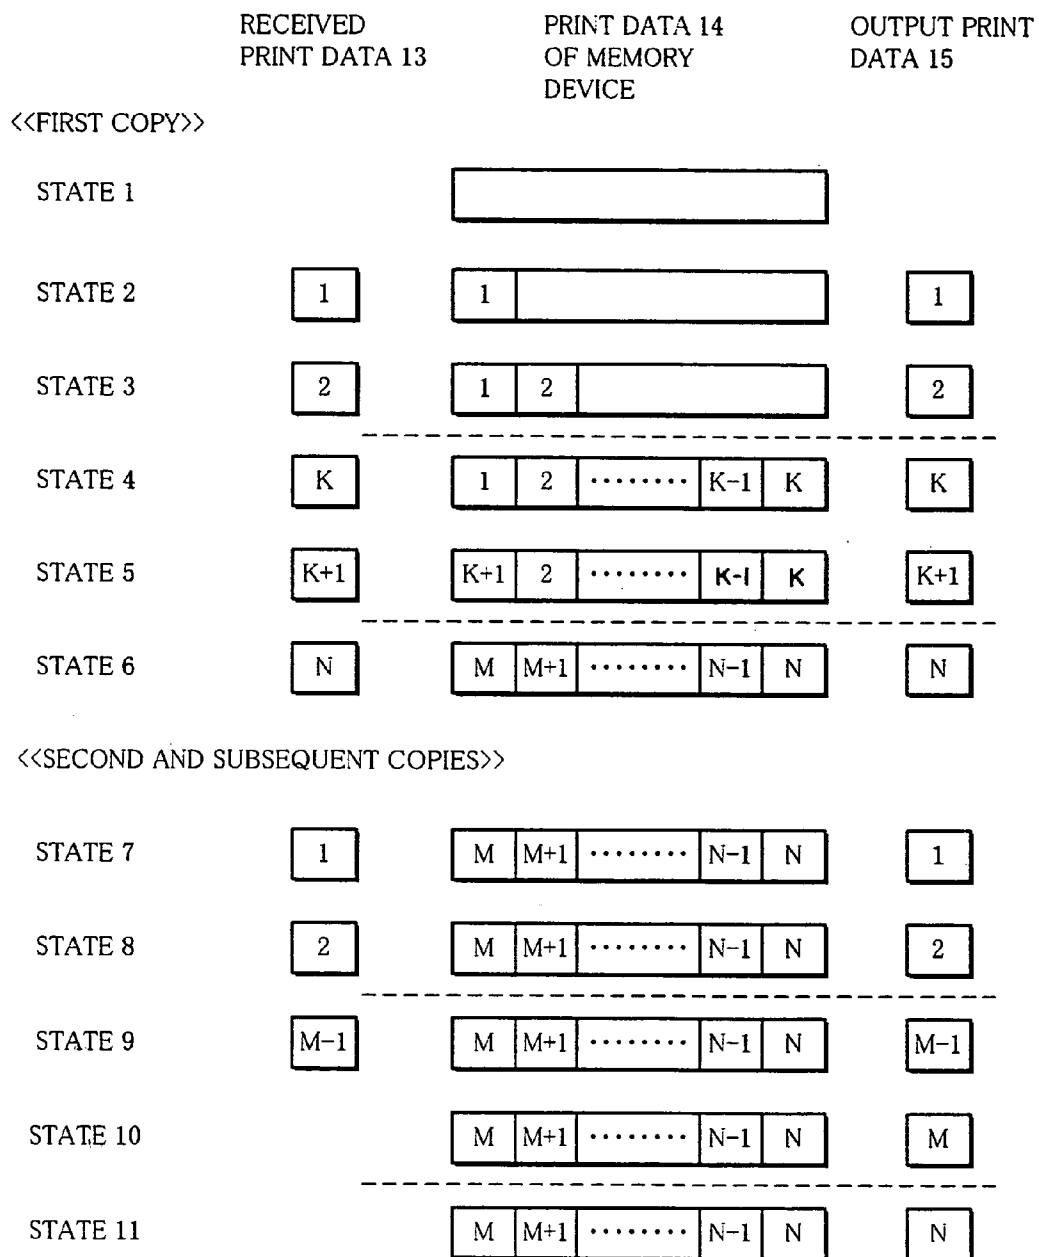 RECEIVED PRINT DATA 13
PRINT DATA 14 OF MEMORY DEVICE
OUTPUT PRINT DATA 15
<<FIRST COPY>>
STATE 1
STATE 2 1 1 1
STATE 3 2 1 2 2
STATE 4 K 1 2 ········ K-1 K K
STATE 5 K+1 K+1 2 ········ K-1 K K+1
STATE 6 N M M+1 ········ N-1 N N
<<SECOND AND SUBSEQUENT COPIES>>
STATE 7 1 M M+1 ········ N-1 N 1
STATE 8 2 M M+1 ········ N-1 N 2
STATE 9 M-1 M M+1 ········ N-1 N M-1
STATE 10 M M+1 ········ N-1 N M
STATE 11 M M+1 ········ N-1 N N